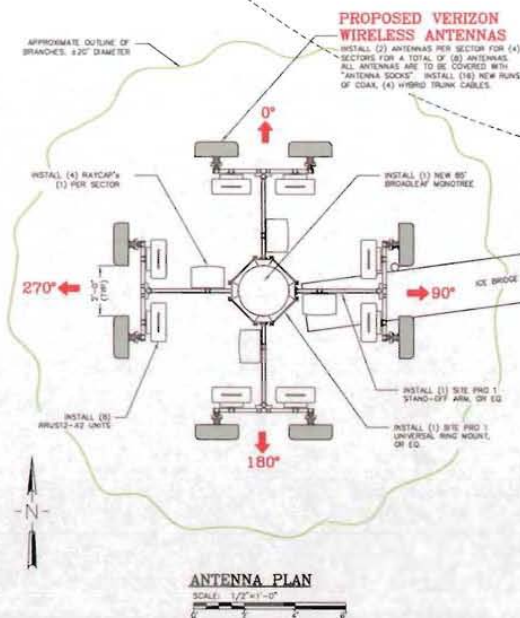 PROPOSED VERIZON
WIRELESS ANTENNAS
INSTALL (2) ANTENNAS PER SECTOR FOR (4)
SECTORS FOR A TOTAL OF (8) ANTENNAS.
ALL ANTENNAS ARE TO BE COVERED WITH
"ANTENNA SOCKS" INSTALL (16) NEW RUNS
OF COAX, (4) HYBRID TRUNK CABLES.
APPROXIMATE OUTLINE OF
BRANCHES, ±20' DIAMETER
0°
INSTALL (4) RAYCAP's
(1) PER SECTOR
INSTALL (1) NEW 85'
BROADLEAF MONOTREE
270°
3'-0"
(TYP)
90°
ICE BRIDGE
INSTALL (8)
RRUS12-A2 UNITS
INSTALL (1) SITE PRO 1
STAND-OFF ARM, OR EQ.
INSTALL (1) SITE PRO 1
UNIVERSAL RING MOUNT,
OR EQ.
180°
-N-
ANTENNA PLAN
SCALE: 1/2"=1'-0"